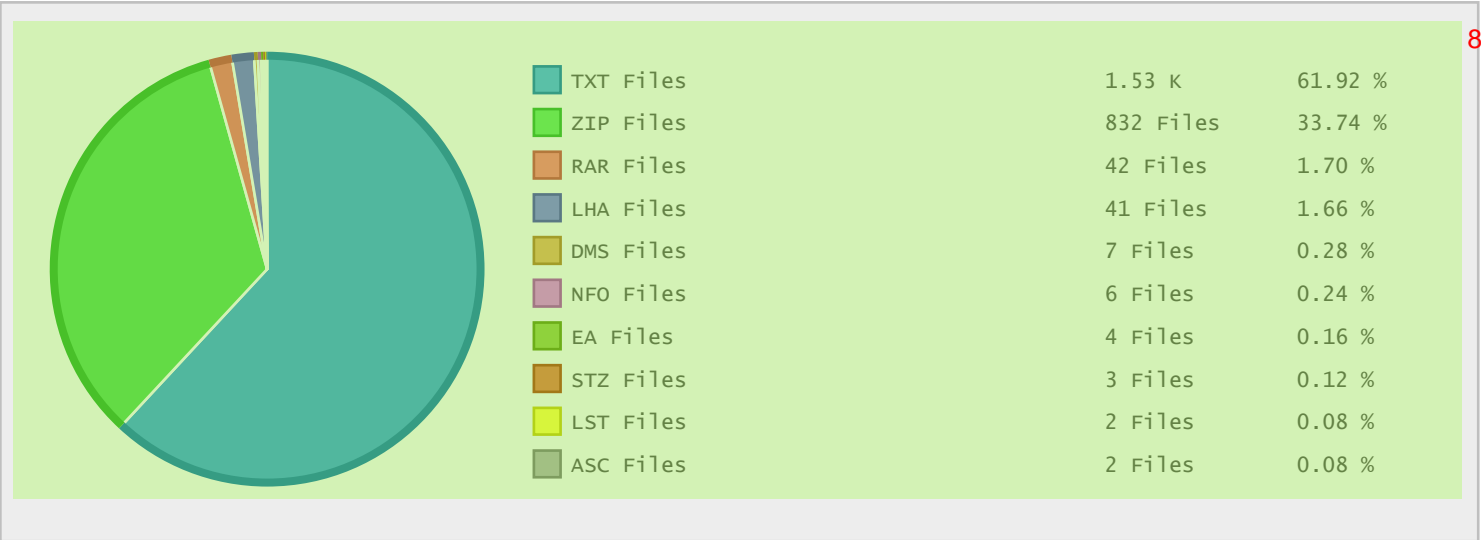 8
TXT Files 1.53 K 61.92 %
ZIP Files 832 Files 33.74 %
RAR Files 42 Files 1.70 %
LHA Files 41 Files 1.66 %
DMS Files 7 Files 0.28 %
NFO Files 6 Files 0.24 %
EA Files 4 Files 0.16 %
STZ Files 3 Files 0.12 %
LST Files 2 Files 0.08 %
ASC Files 2 Files 0.08 %